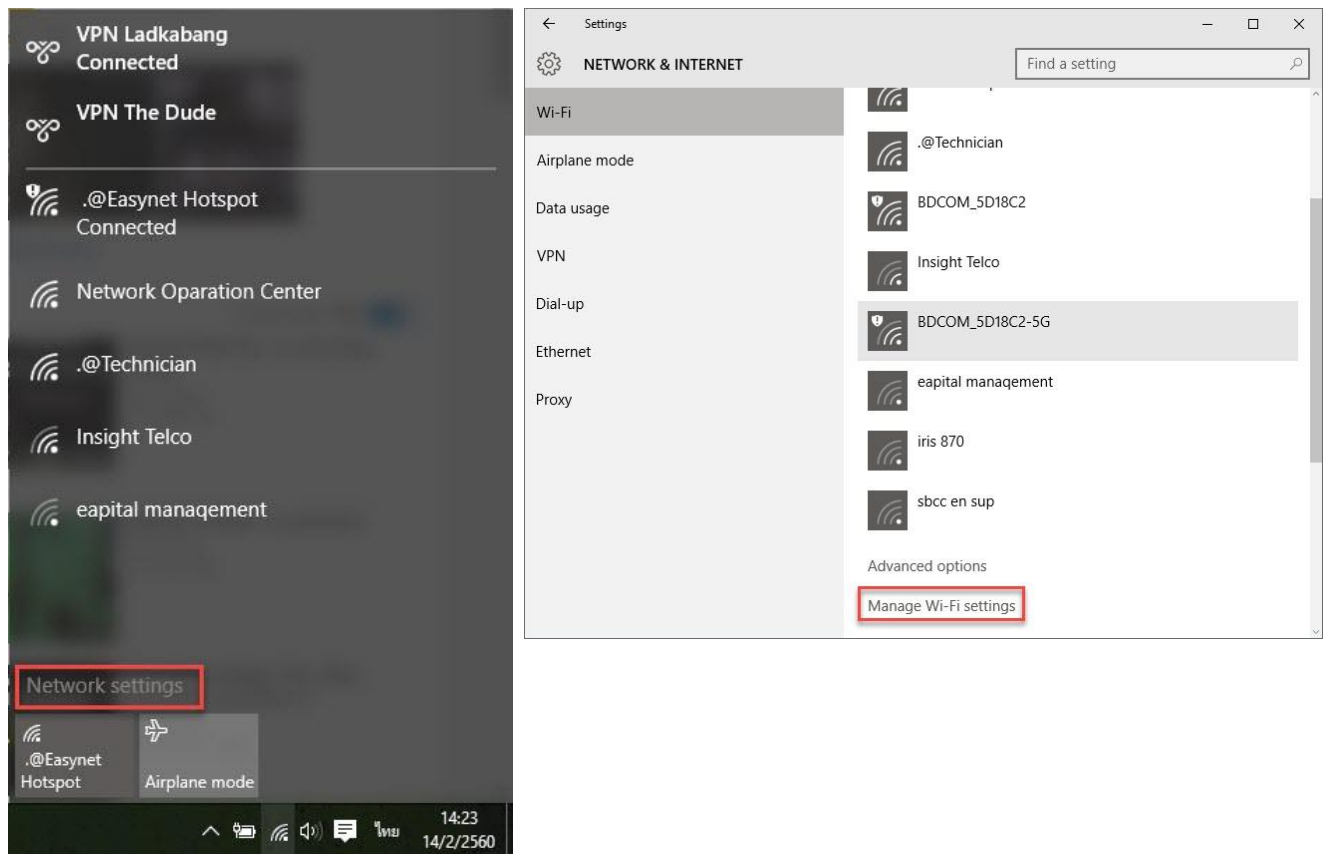 VPN Ladkabang
Connected
VPN The Dude
.@Easynet Hotspot
Connected
Network Oparation Center
.@Technician
Insight Telco
eapital manaqement
Network settings
.@Easynet
Hotspot
Airplane mode
ไทย
14:23
14/2/2560
Settings
NETWORK & INTERNET
Find a setting
Wi-Fi
Airplane mode
Data usage
VPN
Dial-up
Ethernet
Proxy
.@Technician
BDCOM_5D18C2
Insight Telco
BDCOM_5D18C2-5G
eapital manaqement
iris 870
sbcc en sup
Advanced options
Manage Wi-Fi settings